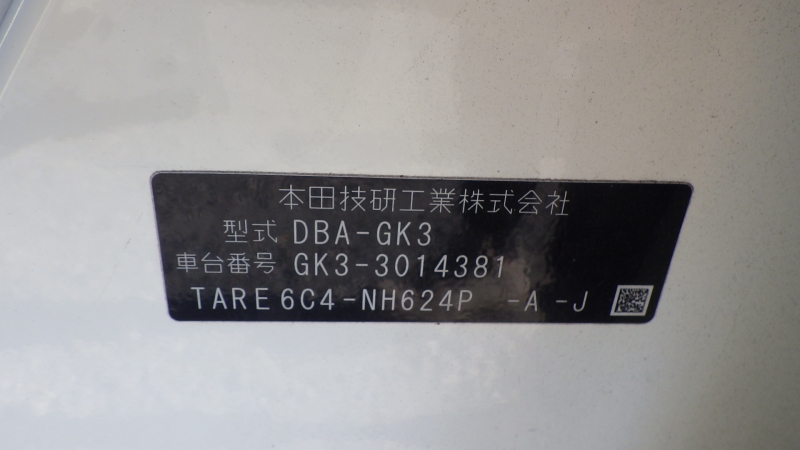 本田技研工業株式会社
型式 DBA-GK3
車台番号 GK3-3014381
TARE6C4-NH624P -A -J